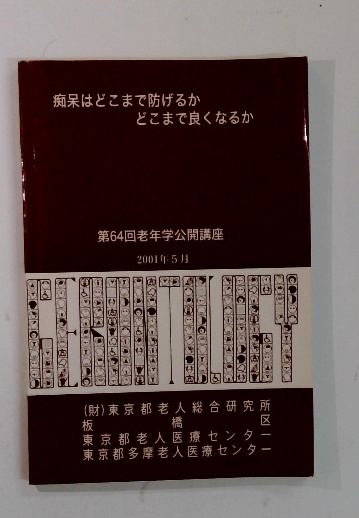 痴呆はどこまで防げるか
どこまで良くなるか
第64回老年学公開講座
2001年5月
GERONTOLOGY
(財)東京都老人総合研究所
板橋区
東京都老人医療センター
東京都多摩老人医療センター